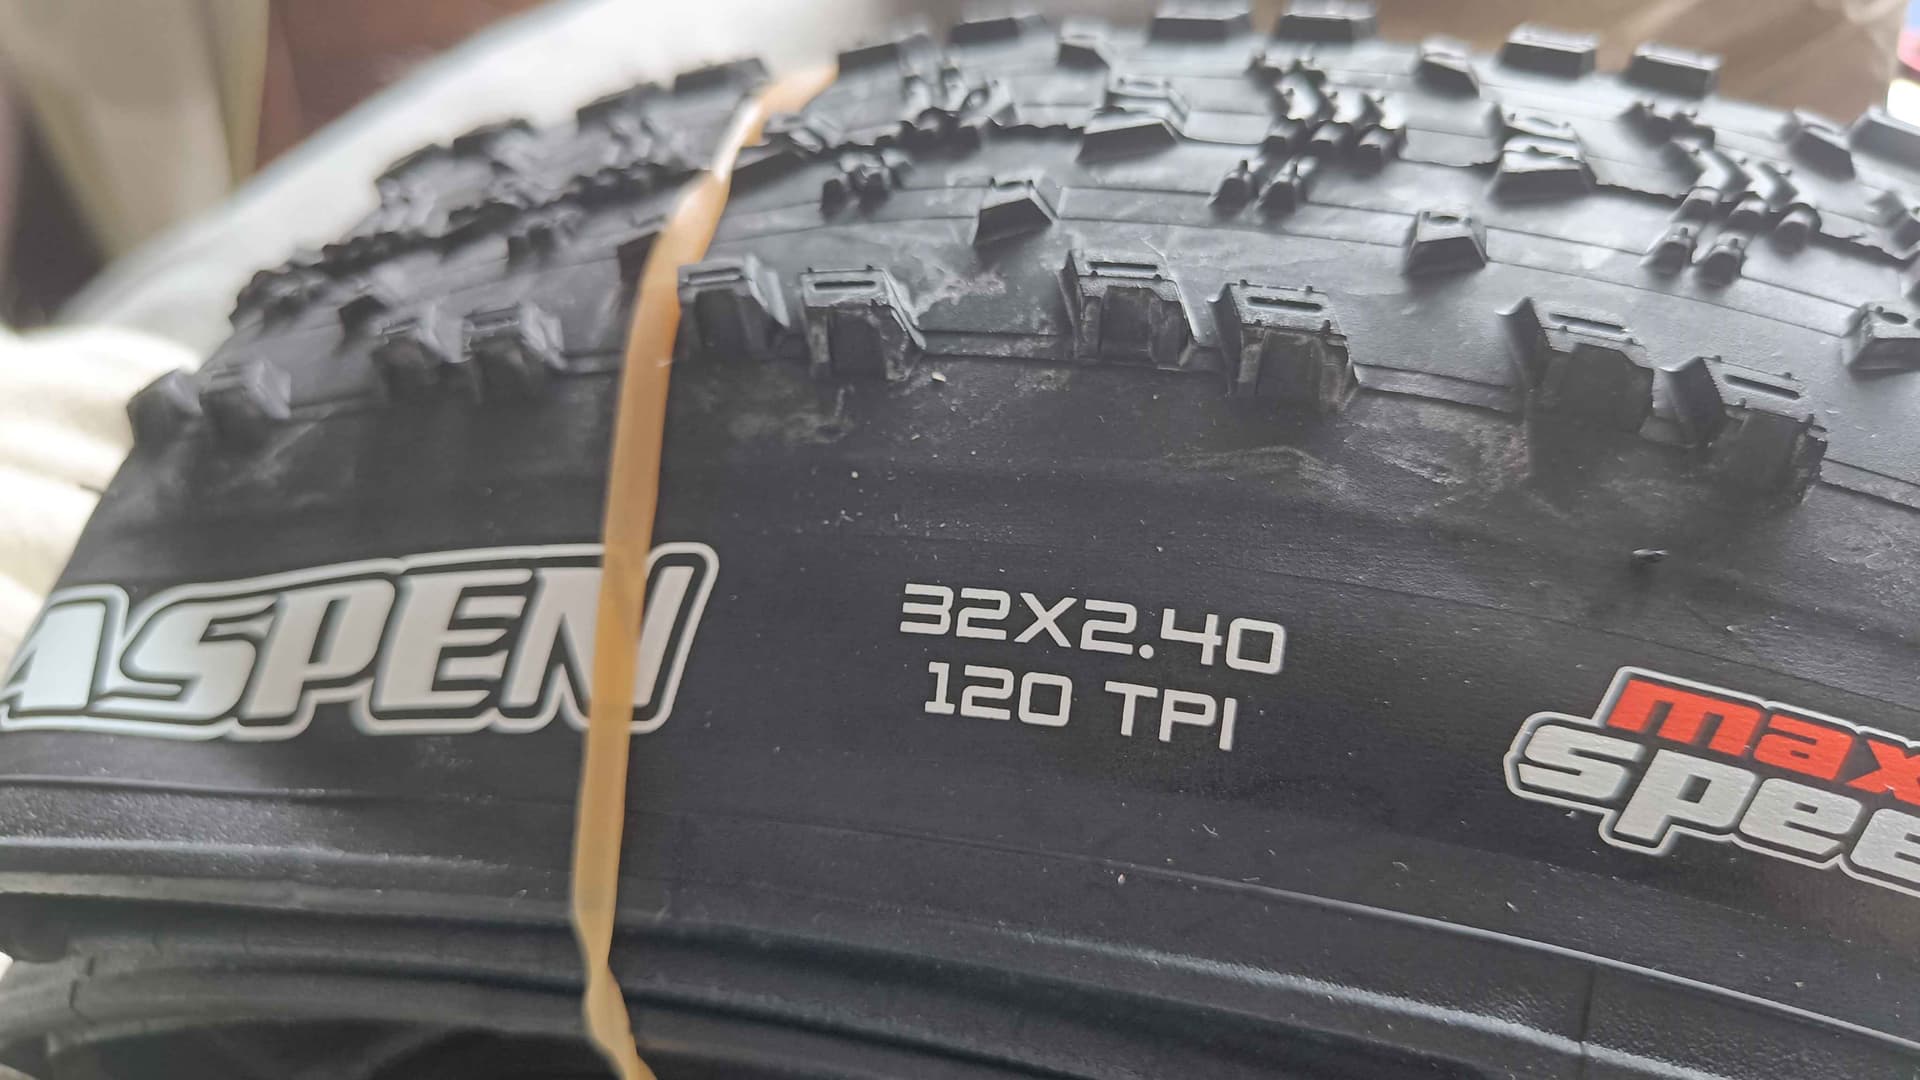 ASPEN
32X2.40
120 TPI
max
spee